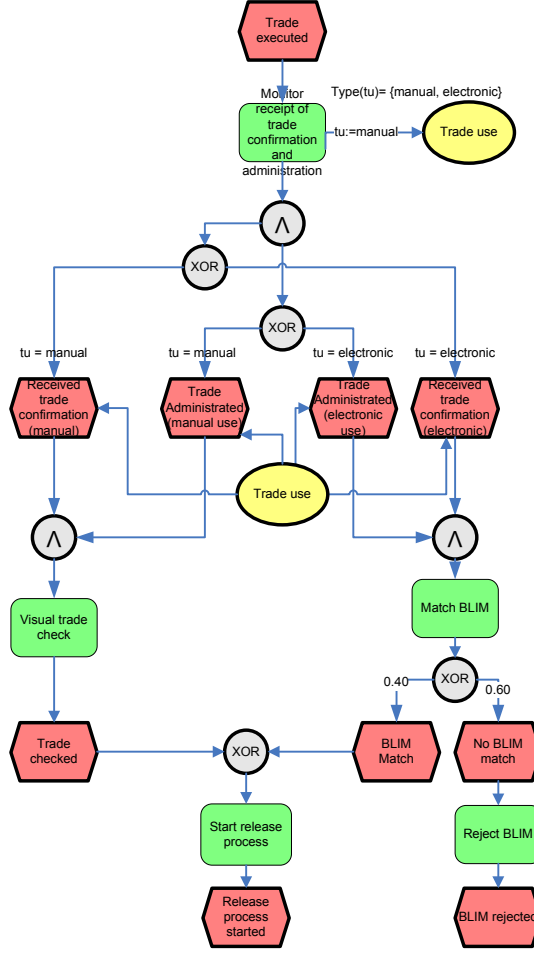 Trade
executed
Monitor
receipt of
trade
confirmation
and
administration
Type(tu)= {manual, electronic}
tu:=manual
Trade use
Λ
XOR
XOR
tu = manual
tu = manual
tu = electronic
tu = electronic
Received
trade
confirmation
(manual)
Trade
Administrated
(manual use)
Trade
Administrated
(electronic
use)
Received
trade
confirmation
(electronic)
Trade use
Λ
Λ
Visual trade
check
Match BLIM
XOR
0.40
0.60
Trade
checked
XOR
BLIM
Match
No BLIM
match
Start release
process
Reject BLIM
Release
process
started
BLIM rejected